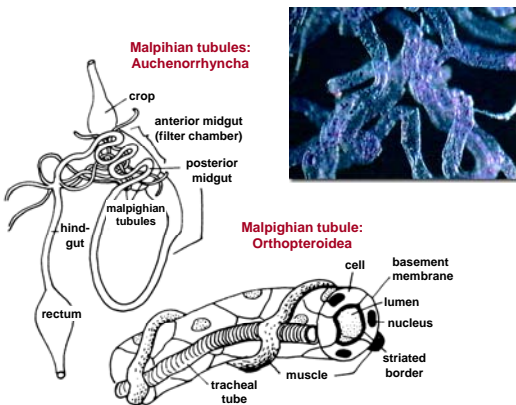 Malpihian tubules:
Auchenorrhyncha
crop
anterior midgut
(filter chamber)
posterior
midgut
malpighian
tubules
hind-
gut
rectum
Malpighian tubule:
Orthopteroidea
cell
basement
membrane
lumen
nucleus
striated
border
muscle
tracheal
tube